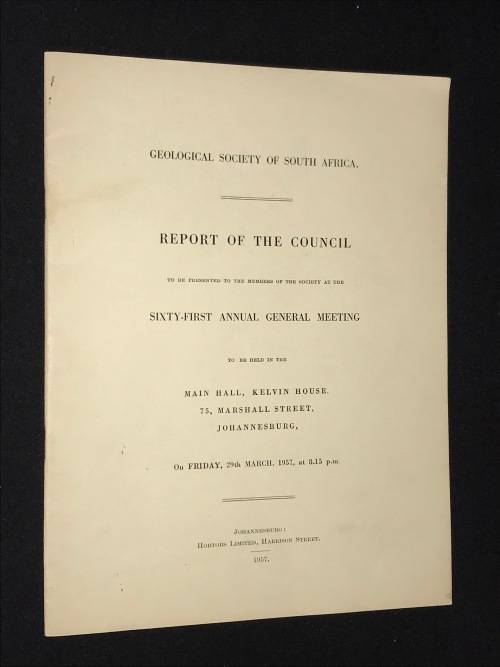 GEOLOGICAL SOCIETY OF SOUTH AFRICA.
REPORT OF THE COUNCIL
TO BE PRESENTED TO THE MEMBERS OF THE SOCIETY AT THE
SIXTY-FIRST ANNUAL GENERAL MEETING
TO BE HELD IN THE
MAIN HALL, KELVIN HOUSE.
75, MARSHALL STREET,
JOHANNESBURG,
On FRIDAY, 29th MARCH, 1957, at 8.15 p.m.
JOHANNESBURG:
HORTORS LIMITED, HARRISON STREET.
1957.